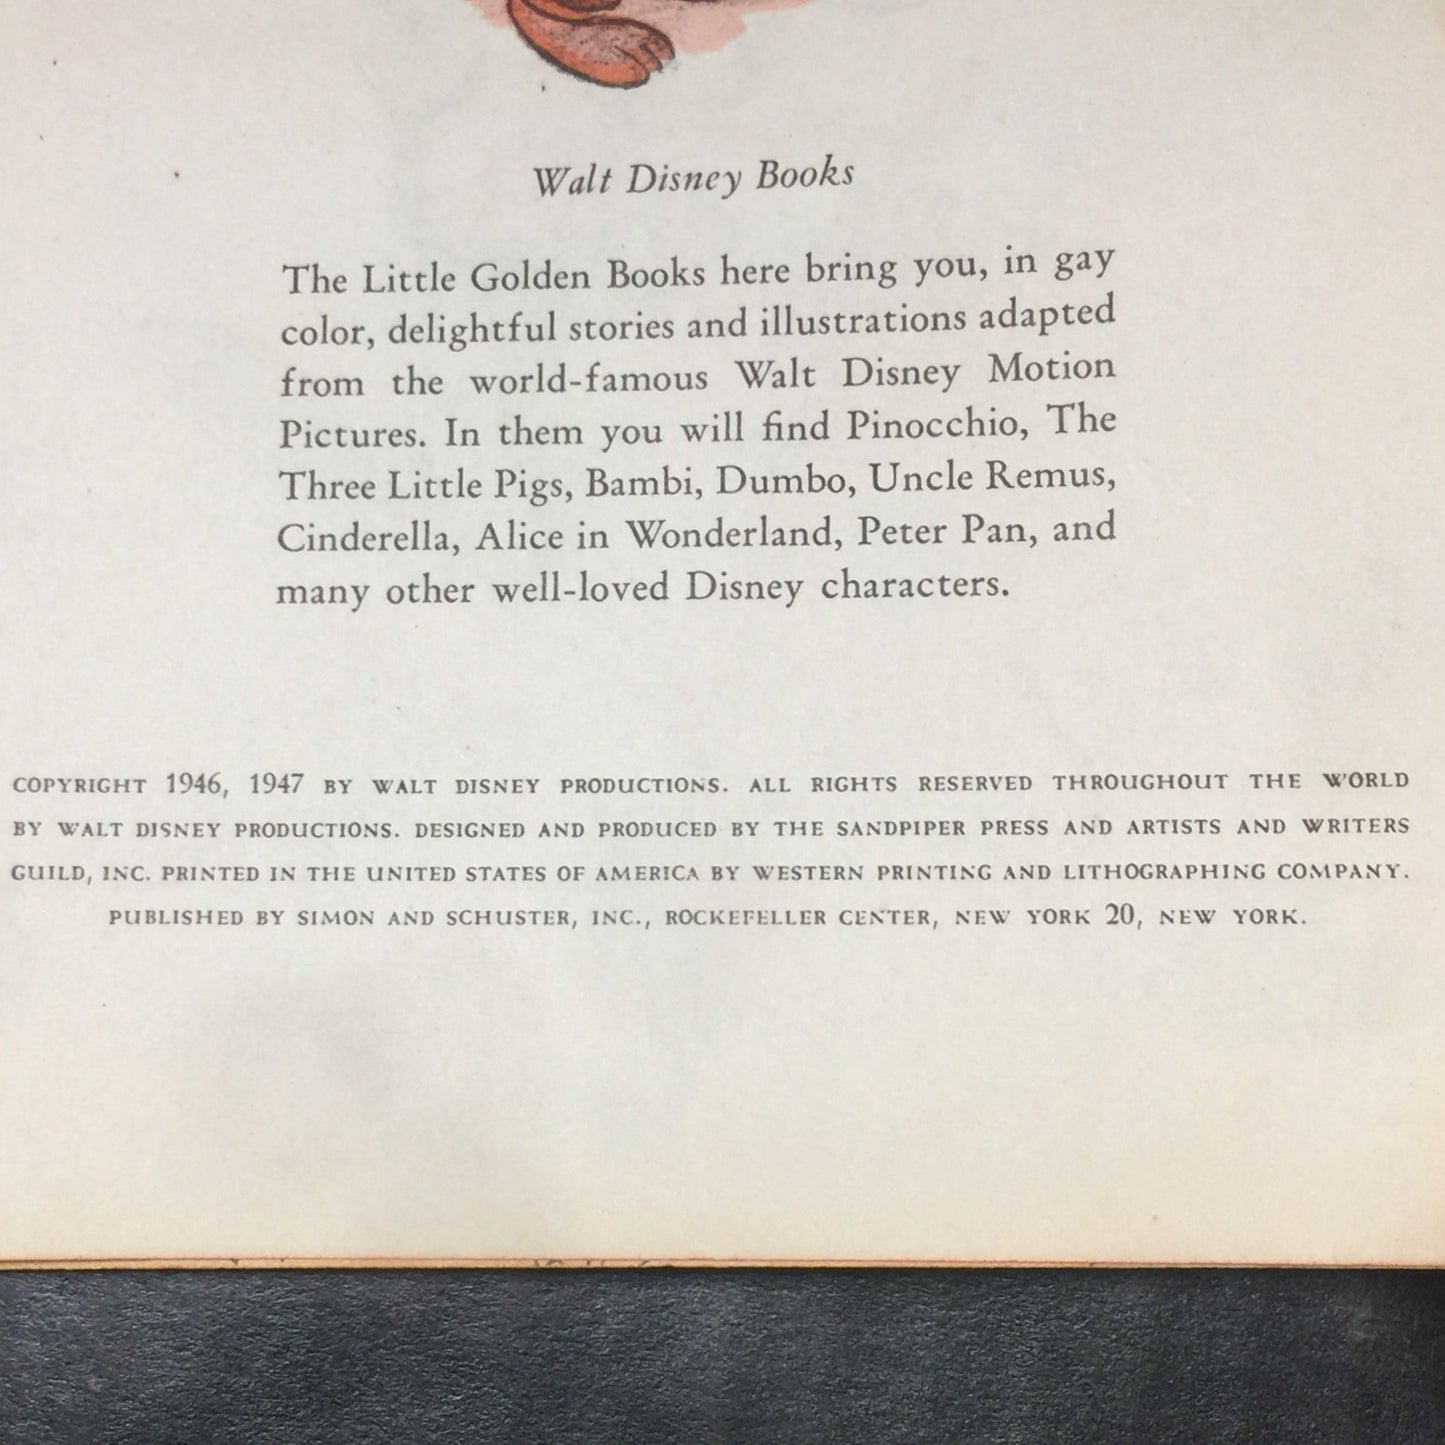 Walt Disney Books
The Little Golden Books here bring you, in gay
color, delightful stories and illustrations adapted
from the world-famous Walt Disney Motion
Pictures. In them you will find Pinocchio, The
Three Little Pigs, Bambi, Dumbo, Uncle Remus,
Cinderella, Alice in Wonderland, Peter Pan, and
many other well-loved Disney characters.
COPYRIGHT 1946, 1947 BY WALT DISNEY PRODUCTIONS. ALL RIGHTS RESERVED THROUGHOUT THE WORLD
BY WALT DISNEY PRODUCTIONS. DESIGNED AND PRODUCED BY THE SANDPIPER PRESS AND ARTISTS AND WRITERS
GUILD, INC. PRINTED IN THE UNITED STATES OF AMERICA BY WESTERN PRINTING AND LITHOGRAPHING COMPANY.
PUBLISHED BY SIMON AND SCHUSTER, INC., ROCKEFELLER CENTER, NEW YORK 20, NEW YORK.